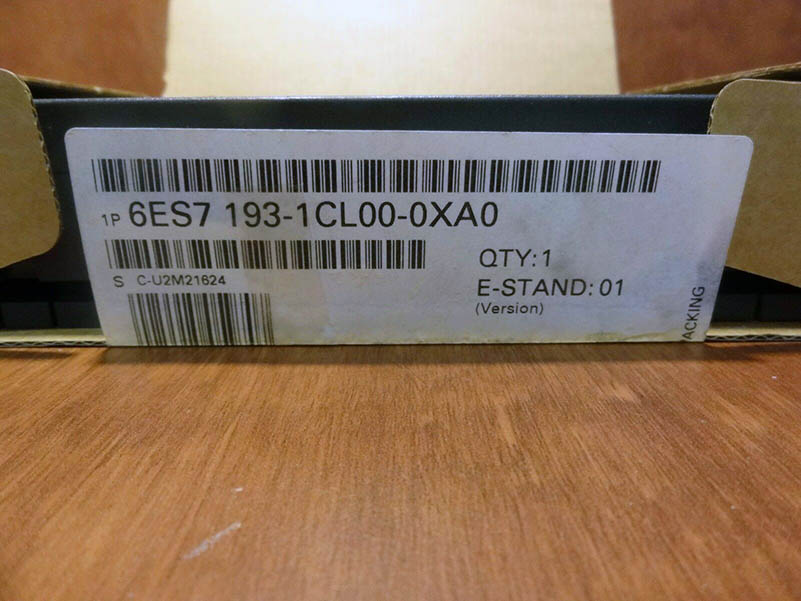 1P 6ES7 193-1CL00-0XA0
S C-U2M21624
QTY:1
E-STAND: 01
(Version)
ACKING